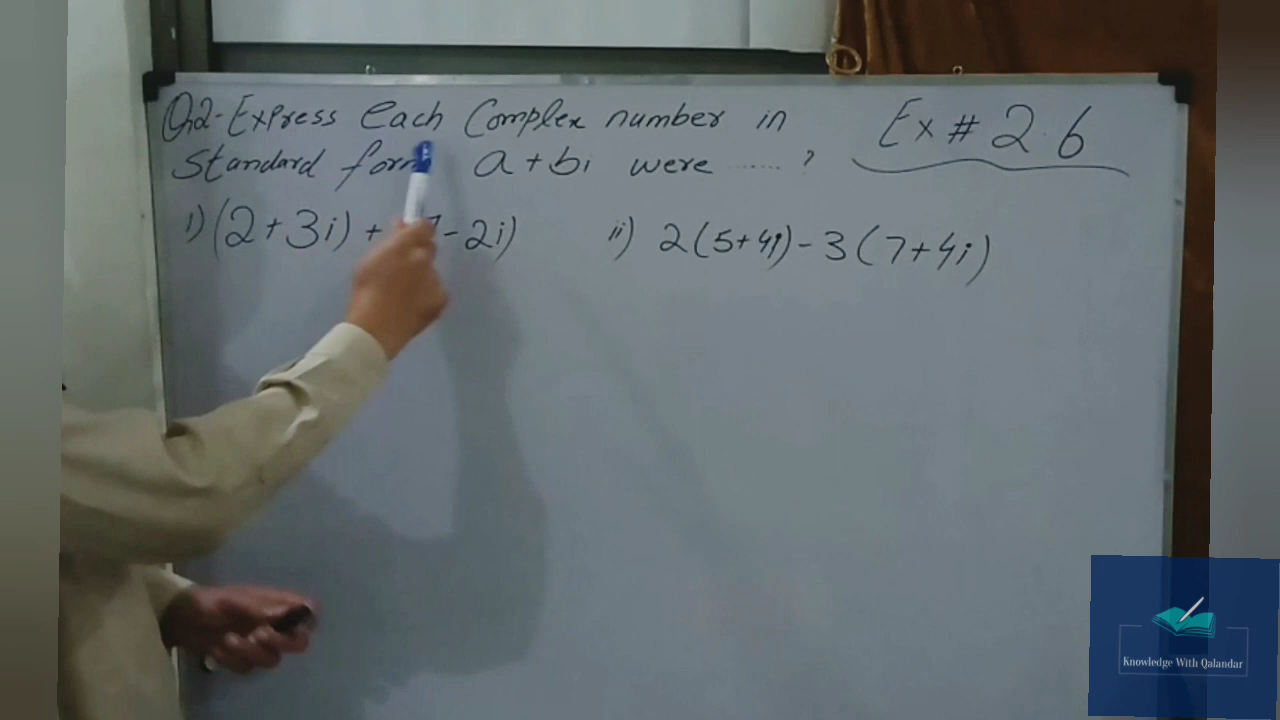 Q.2- Express each Complex number in
Standard form a + bi were ...... ?
Ex # 2.6
i) (2+3i) + - 2i)
ii) 2(5+4i) - 3(7+4i)
Knowledge With Qalandar